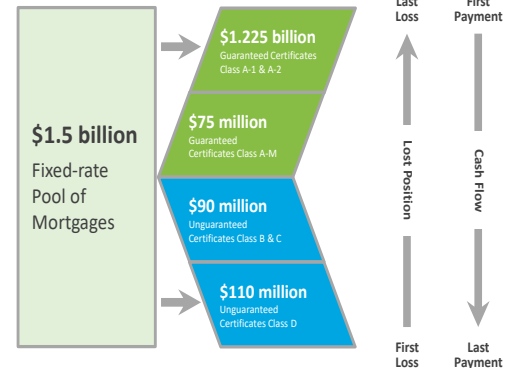 Last
Loss
First
Payment
$1.225 billion
Guaranteed Certificates
Class A-1 & A-2
$75 million
Guaranteed
Certificates Class A-M
$1.5 billion
Fixed-rate
Pool of
Mortgages
$90 million
Unguaranteed
Certificates Class B & C
$110 million
Unguaranteed
Certificates Class D
Lost Position
Cash Flow
First
Loss
Last
Payment